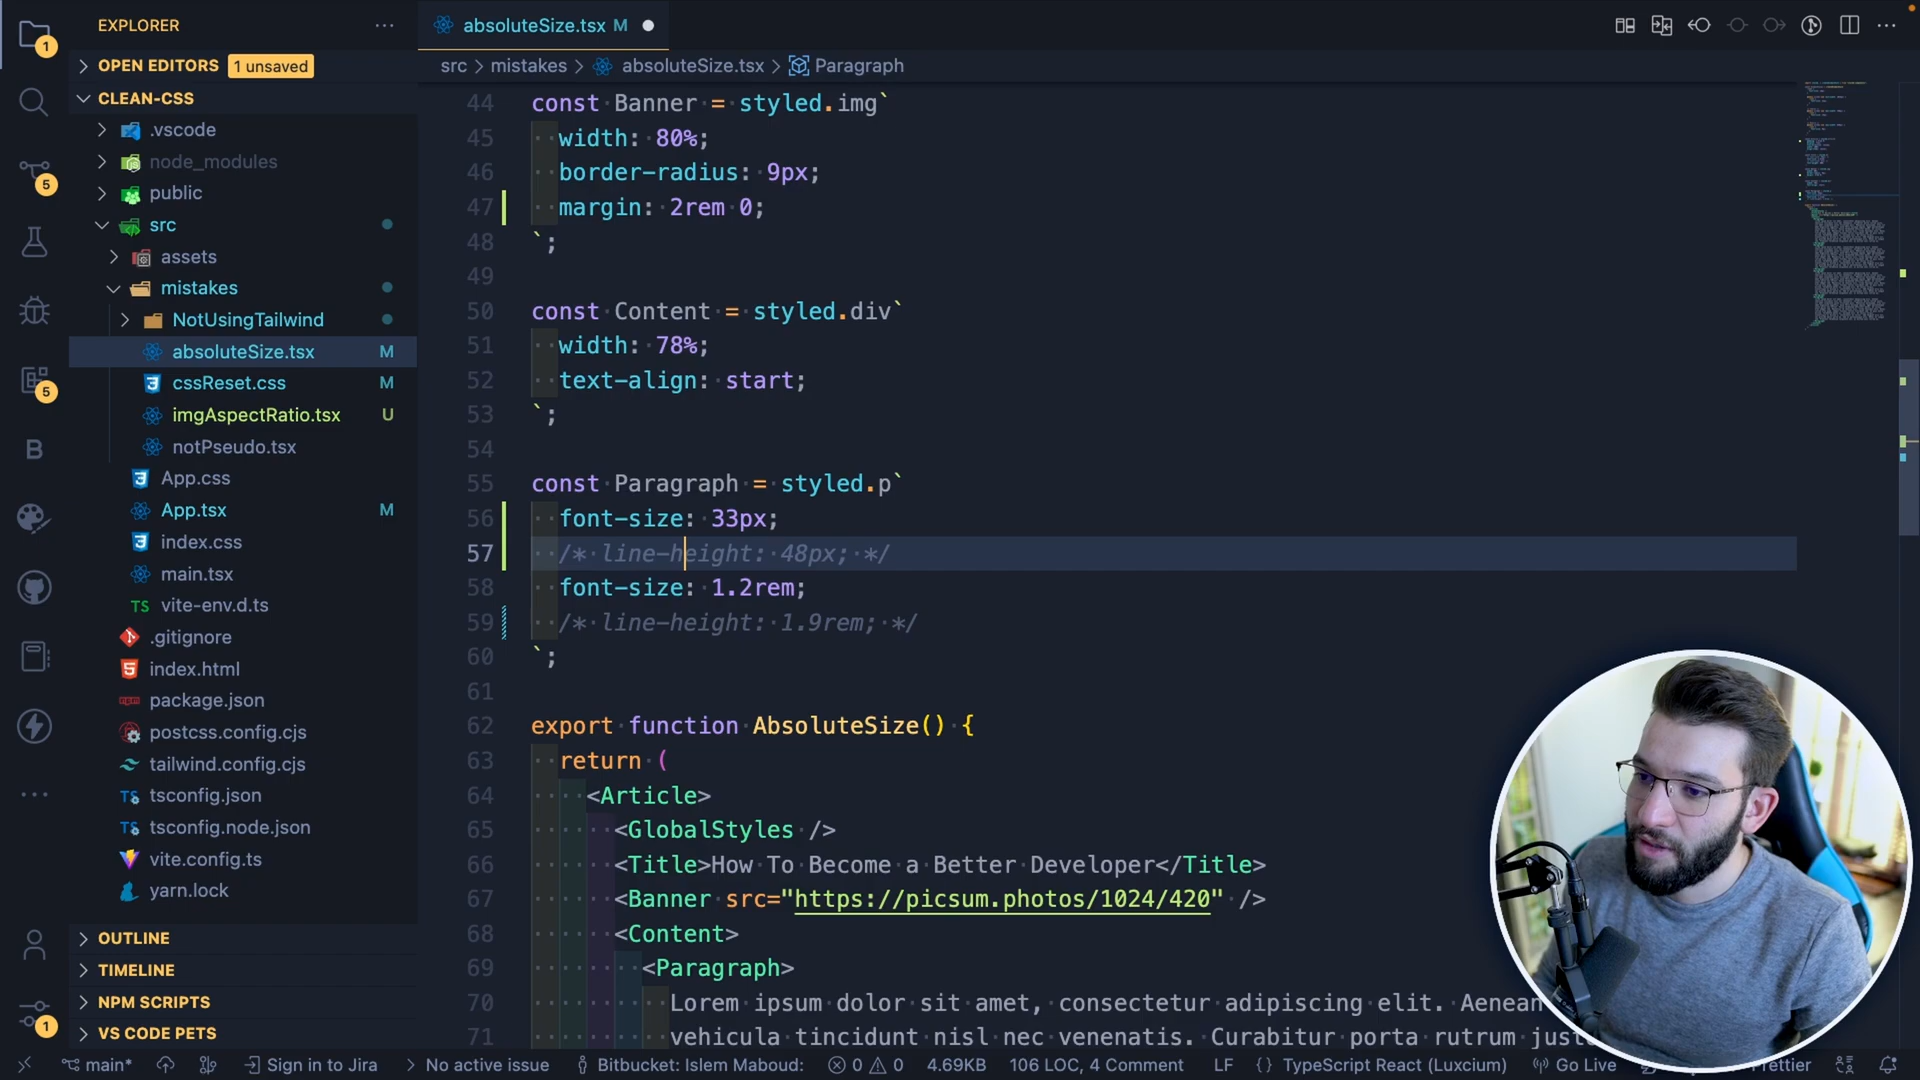 EXPLORER
absoluteSize.tsx M
OPEN EDITORS 1 unsaved
src > mistakes > absoluteSize.tsx > Paragraph
CLEAN-CSS
.vscode
node_modules
public
src
assets
mistakes
NotUsingTailwind
absoluteSize.tsx M
cssReset.css M
imgAspectRatio.tsx U
notPseudo.tsx
App.css
App.tsx M
index.css
main.tsx
TS vite-env.d.ts
.gitignore
index.html
package.json
postcss.config.cjs
tailwind.config.cjs
TS tsconfig.json
TS tsconfig.node.json
vite.config.ts
yarn.lock
OUTLINE
TIMELINE
NPM SCRIPTS
VS CODE PETS
1
5
5
B
1
44 const Banner = styled.img`
45 width: 80%;
46 border-radius: 9px;
47 margin: 2rem 0;
48 `;
49
50 const Content = styled.div`
51 width: 78%;
52 text-align: start;
53 `;
54
55 const Paragraph = styled.p`
56 font-size: 33px;
57 /* line-height: 48px; */
58 font-size: 1.2rem;
59 /* line-height: 1.9rem; */
60 `;
61
62 export function AbsoluteSize() {
63 return (
64 <Article>
65 <GlobalStyles />
66 <Title>How To Become a Better Developer</Title>
67 <Banner src="https://picsum.photos/1024/420" />
68 <Content>
69 <Paragraph>
70 Lorem ipsum dolor sit amet, consectetur adipiscing elit. Aenean
71 vehicula tincidunt nisl nec venenatis. Curabitur porta rutrum
main* Sign in to Jira No active issue Bitbucket: Islem Maboud: 0 0 4.69KB 106 LOC, 4 Comment LF {} TypeScript React (Luxcium) Go Live Prettier